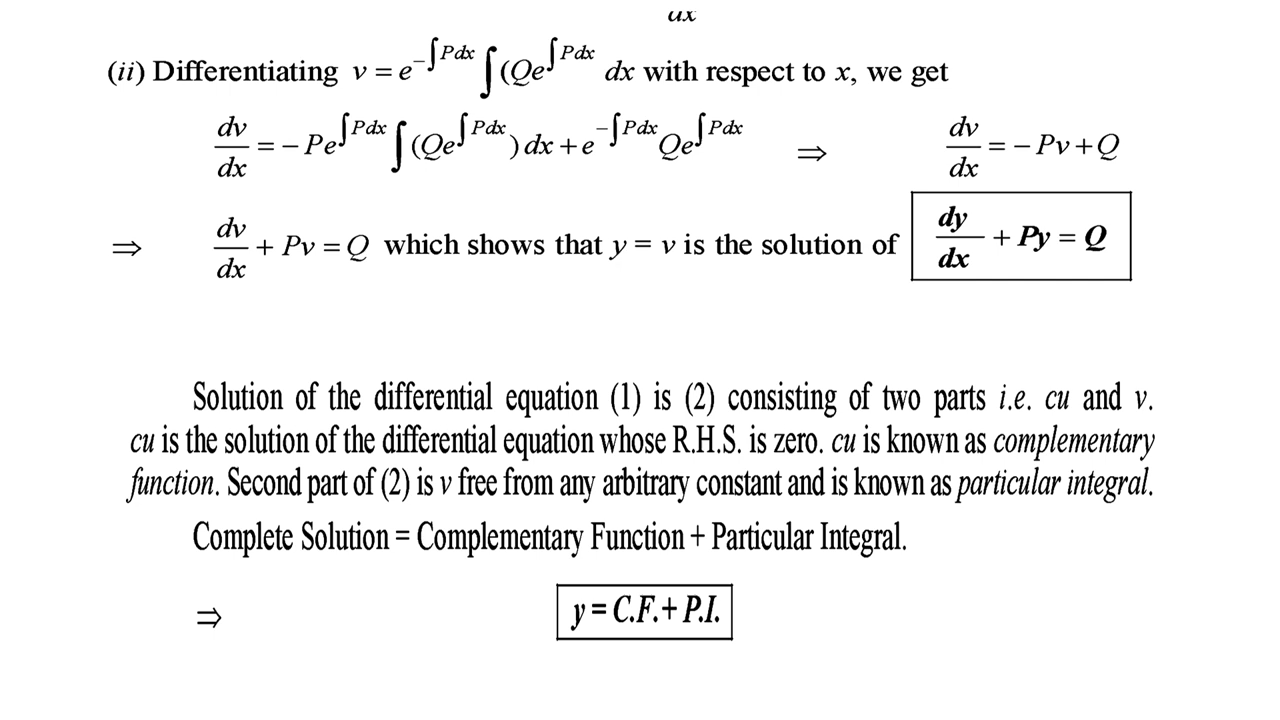 dx
(ii) Differentiating v = e^{-∫Pdx} ∫(Qe^{∫Pdx} dx with respect to x, we get
dv/dx = – Pe^{∫Pdx} ∫(Qe^{∫Pdx}) dx + e^{-∫Pdx} Qe^{∫Pdx} ⇒ dv/dx = – Pv + Q
⇒ dv/dx + Pv = Q which shows that y = v is the solution of dy/dx + Py = Q
Solution of the differential equation (1) is (2) consisting of two parts i.e. cu and v.
cu is the solution of the differential equation whose R.H.S. is zero. cu is known as complementary
function. Second part of (2) is v free from any arbitrary constant and is known as particular integral.
Complete Solution = Complementary Function + Particular Integral.
⇒ y = C.F. + P.I.